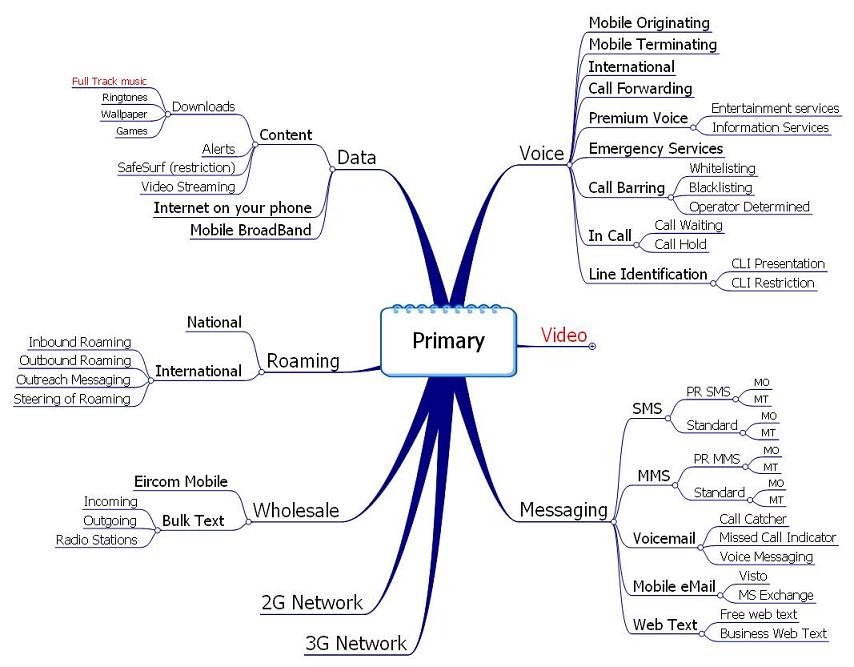 Primary
Voice
Mobile Originating
Mobile Terminating
International
Call Forwarding
Premium Voice
Entertainment services
Information Services
Emergency Services
Call Barring
Whitelisting
Blacklisting
Operator Determined
In Call
Call Waiting
Call Hold
Line Identification
CLI Presentation
CLI Restriction
Video
Messaging
SMS
PR SMS
MO
MT
Standard
MO
MT
MMS
PR MMS
MO
MT
Standard
MO
MT
Voicemail
Call Catcher
Missed Call Indicator
Voice Messaging
Mobile eMail
Visto
MS Exchange
Web Text
Free web text
Business Web Text
3G Network
2G Network
Wholesale
Eircom Mobile
Bulk Text
Incoming
Outgoing
Radio Stations
Roaming
National
International
Inbound Roaming
Outbound Roaming
Outreach Messaging
Steering of Roaming
Data
Content
Downloads
Full Track music
Ringtones
Wallpaper
Games
Alerts
SafeSurf (restriction)
Video Streaming
Internet on your phone
Mobile BroadBand